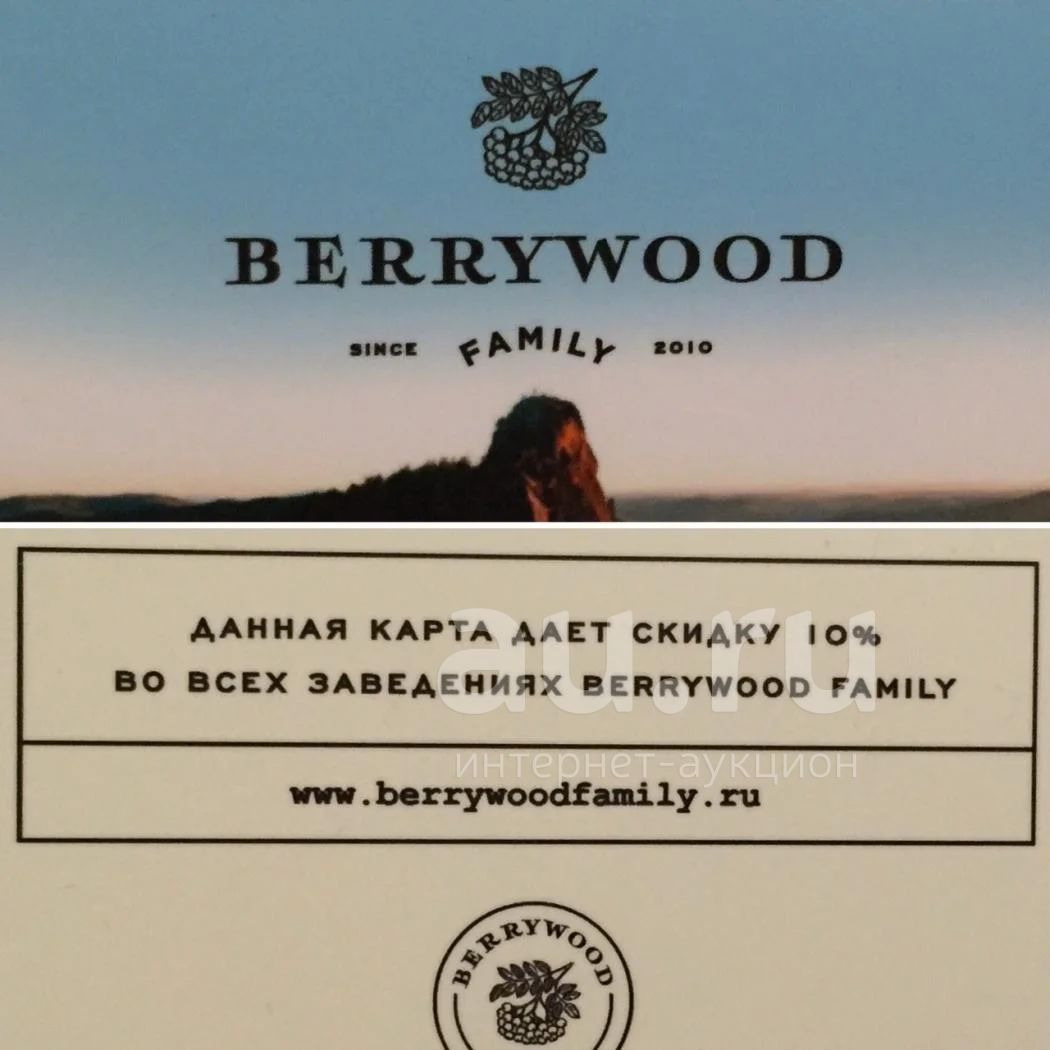 BERRYWOOD
SINCE FAMILY 2010
ДАННАЯ КАРТА ДАЕТ СКИДКУ 10%
ВО ВСЕХ ЗАВЕДЕНИЯХ BERRYWOOD FAMILY
au.ru
интернет-аукцион
www.berrywoodfamily.ru
BERRYWOOD